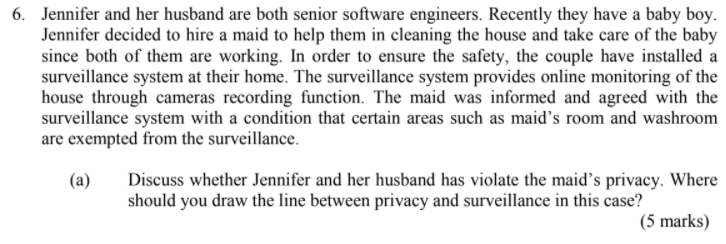 6. Jennifer and her husband are both senior software engineers. Recently they have a baby boy.
Jennifer decided to hire a maid to help them in cleaning the house and take care of the baby
since both of them are working. In order to ensure the safety, the couple have installed a
surveillance system at their home. The surveillance system provides online monitoring of the
house through cameras recording function. The maid was informed and agreed with the
surveillance system with a condition that certain areas such as maid's room and washroom
are exempted from the surveillance.
(a) Discuss whether Jennifer and her husband has violate the maid's privacy. Where
should you draw the line between privacy and surveillance in this case?
(5 marks)